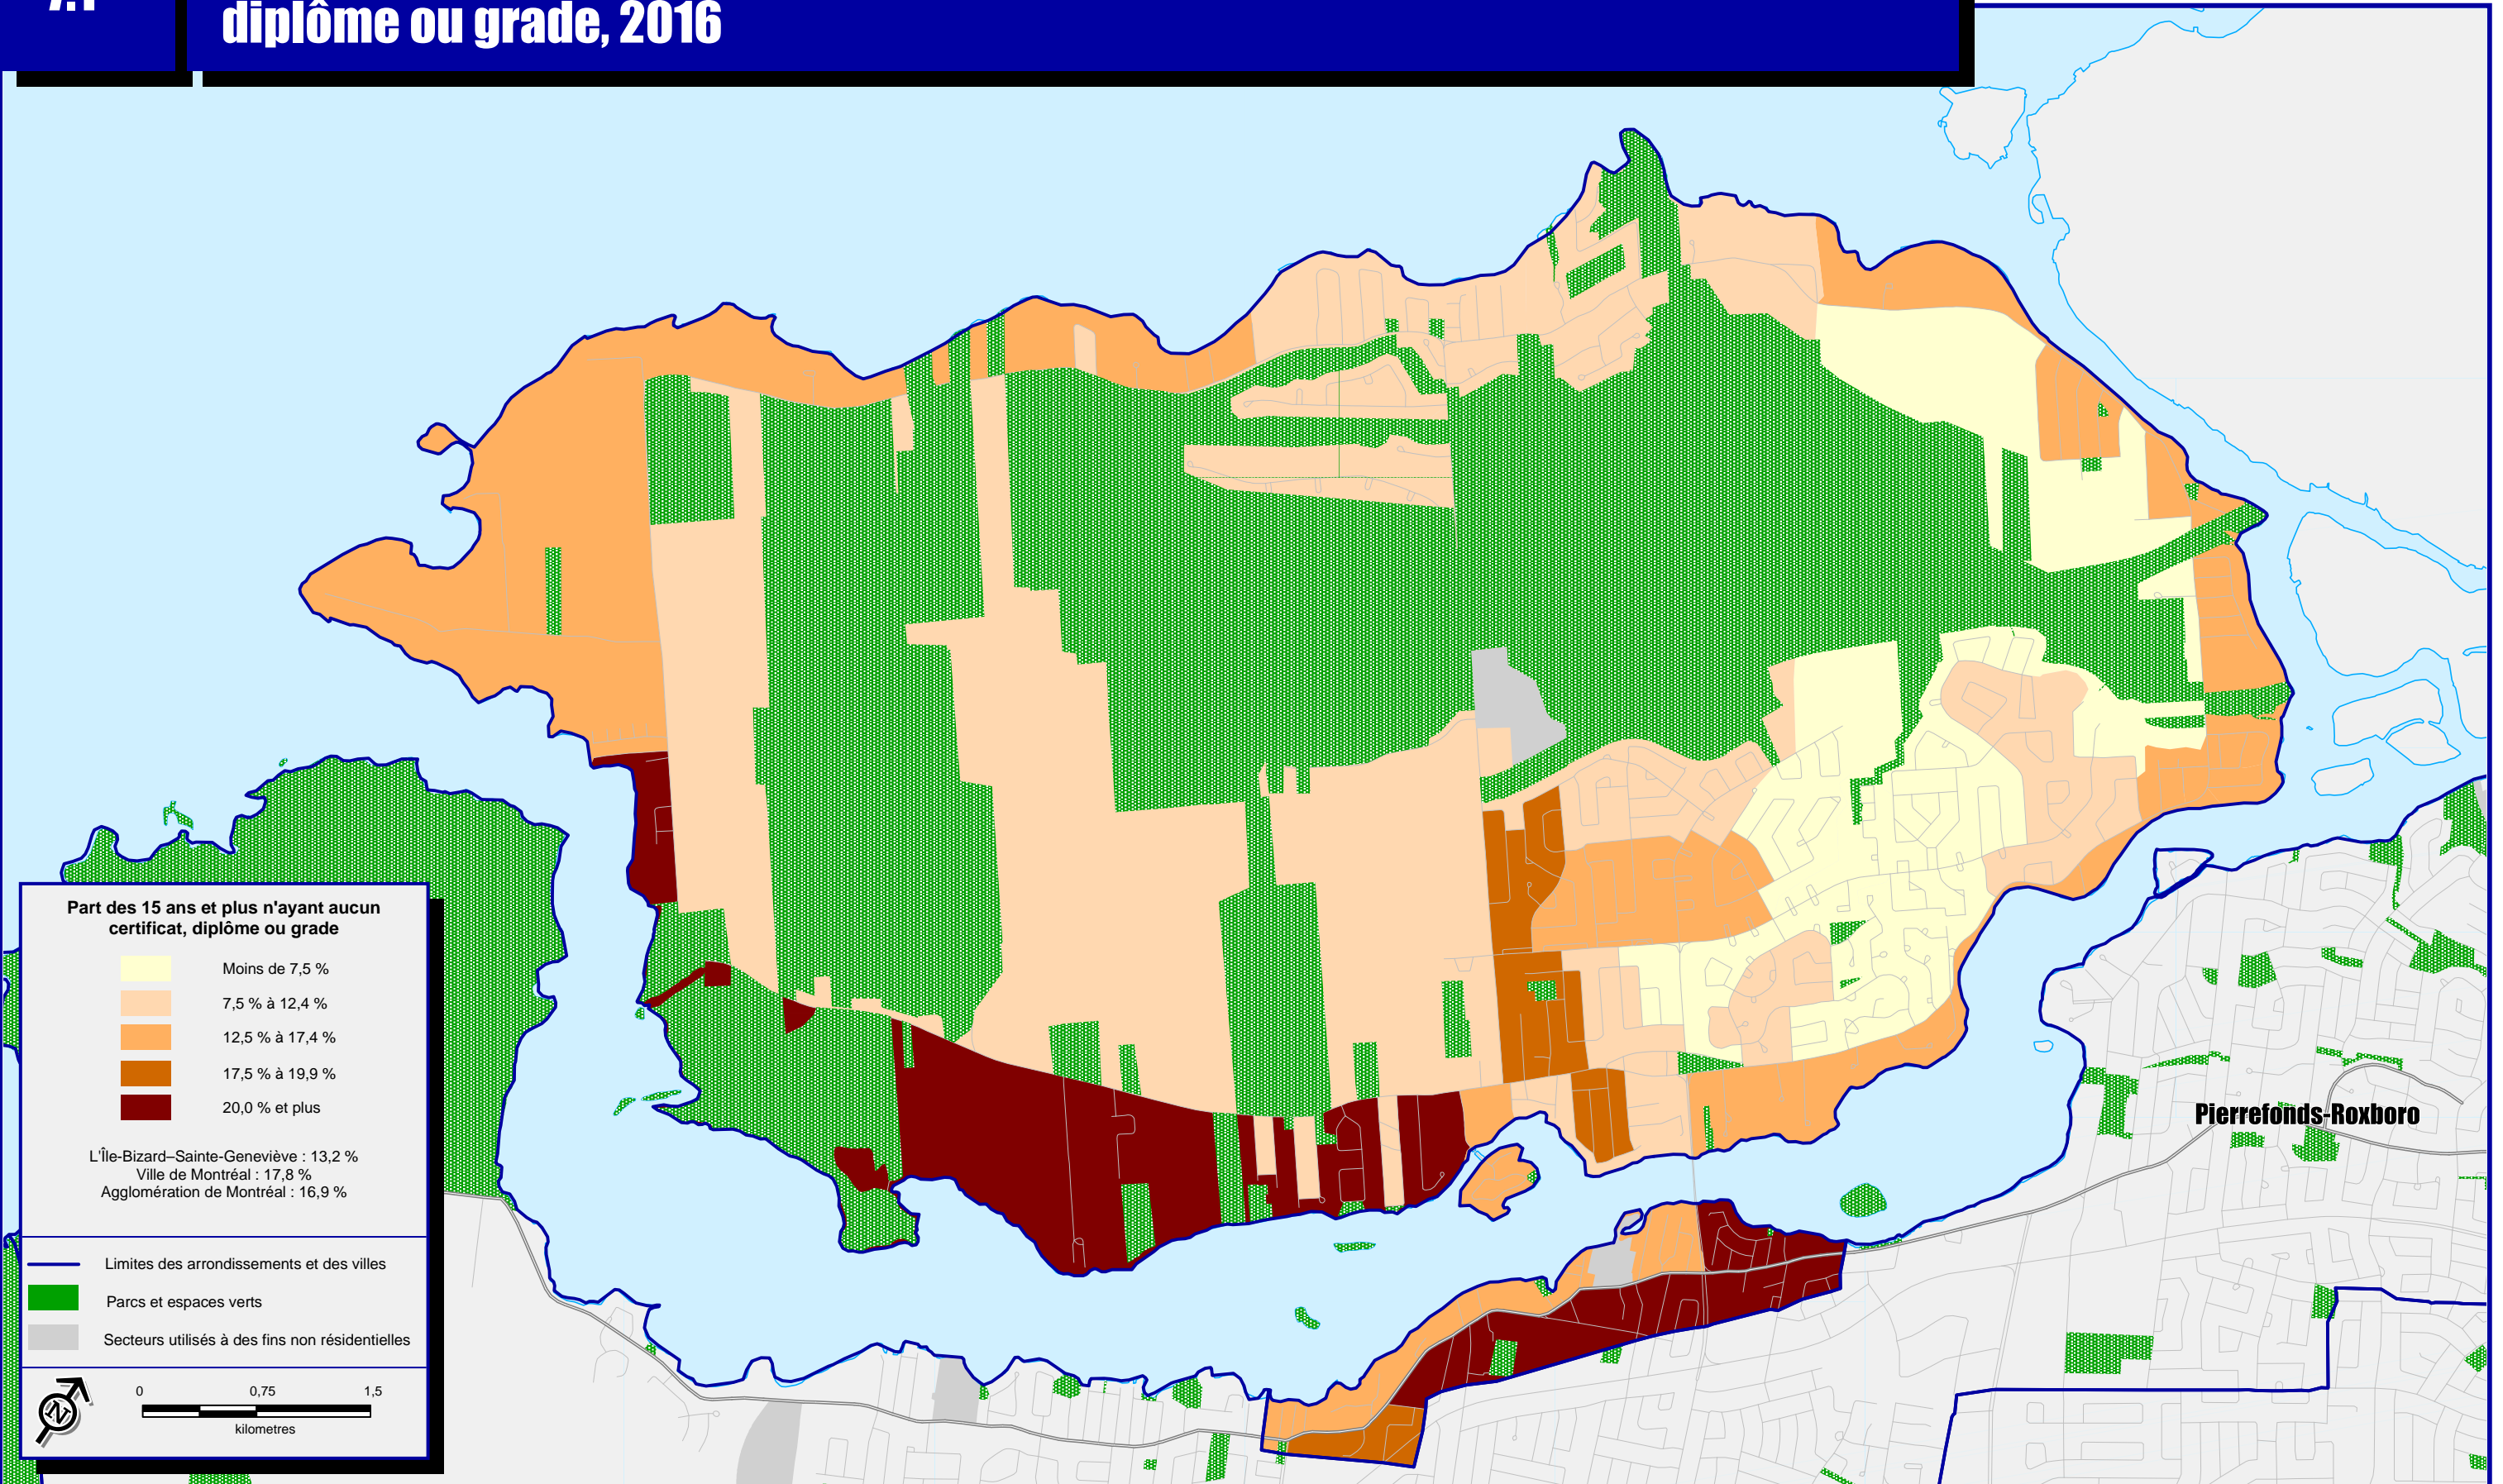 7.1
diplôme ou grade, 2016
Part des 15 ans et plus n'ayant aucun
certificat, diplôme ou grade
Moins de 7,5 %
7,5 % à 12,4 %
12,5 % à 17,4 %
17,5 % à 19,9 %
20,0 % et plus
L'Île-Bizard–Sainte-Geneviève : 13,2 %
Ville de Montréal : 17,8 %
Agglomération de Montréal : 16,9 %
Limites des arrondissements et des villes
Parcs et espaces verts
Secteurs utilisés à des fins non résidentielles
N
0 0,75 1,5
kilometres
Pierrefonds-Roxboro